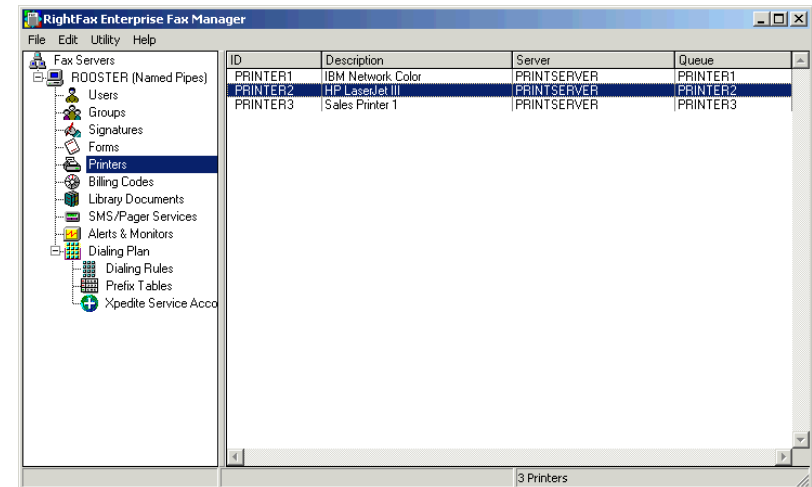 RightFax Enterprise Fax Manager
File Edit Utility Help
Fax Servers
ROOSTER (Named Pipes)
Users
Groups
Signatures
Forms
Printers
Billing Codes
Library Documents
SMS/Pager Services
Alerts & Monitors
Dialing Plan
Dialing Rules
Prefix Tables
Xpedite Service Acco
ID Description Server Queue
PRINTER1 IBM Network Color PRINTSERVER PRINTER1
PRINTER2 HP LaserJet III PRINTSERVER PRINTER2
PRINTER3 Sales Printer 1 PRINTSERVER PRINTER3
3 Printers